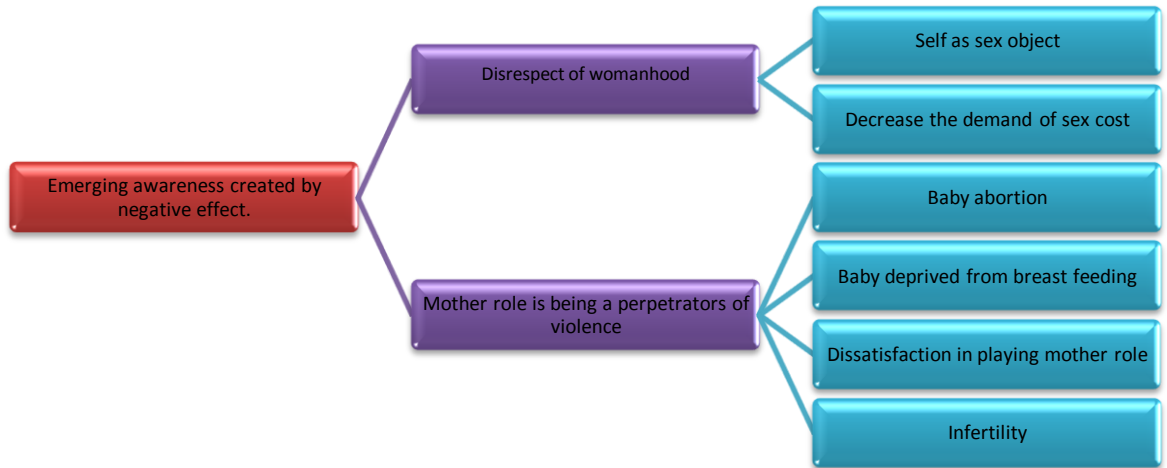 Emerging awareness created by
negative effect.
Disrespect of womanhood
Self as sex object
Decrease the demand of sex cost
Mother role is being a perpetrators of
violence
Baby abortion
Baby deprived from breast feeding
Dissatisfaction in playing mother role
Infertility